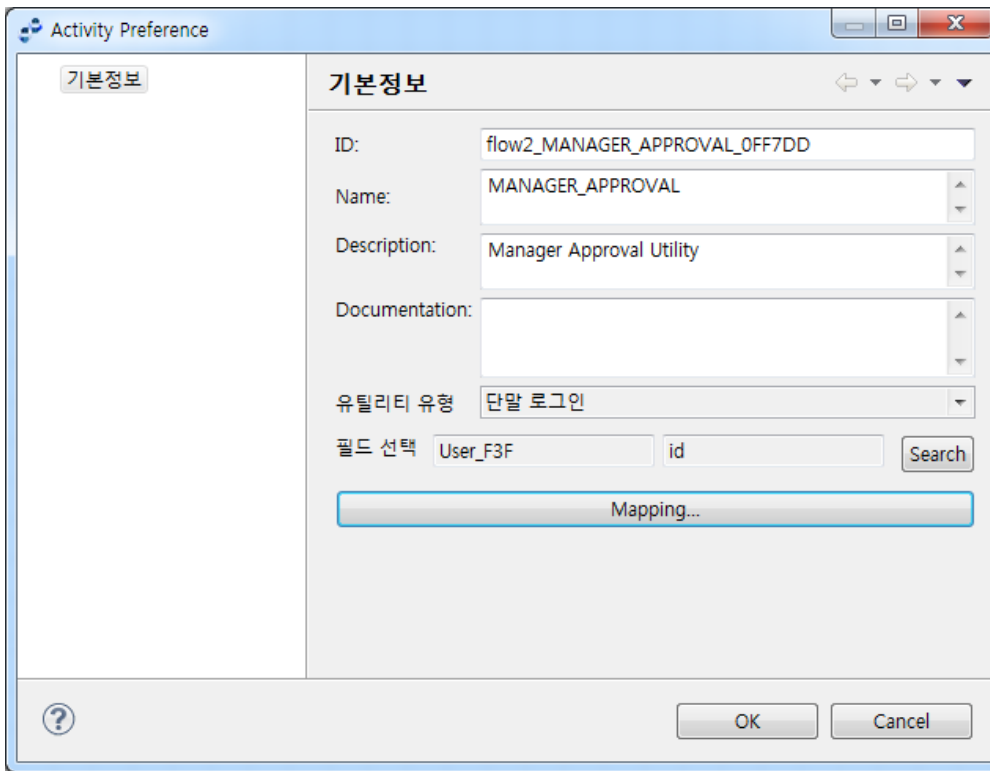 Activity Preference
기본정보
기본정보
ID: flow2_MANAGER_APPROVAL_0FF7DD
Name: MANAGER_APPROVAL
Description: Manager Approval Utility
Documentation:
유틸리티 유형 단말 로그인
필드 선택 User_F3F id Search
Mapping...
? OK Cancel